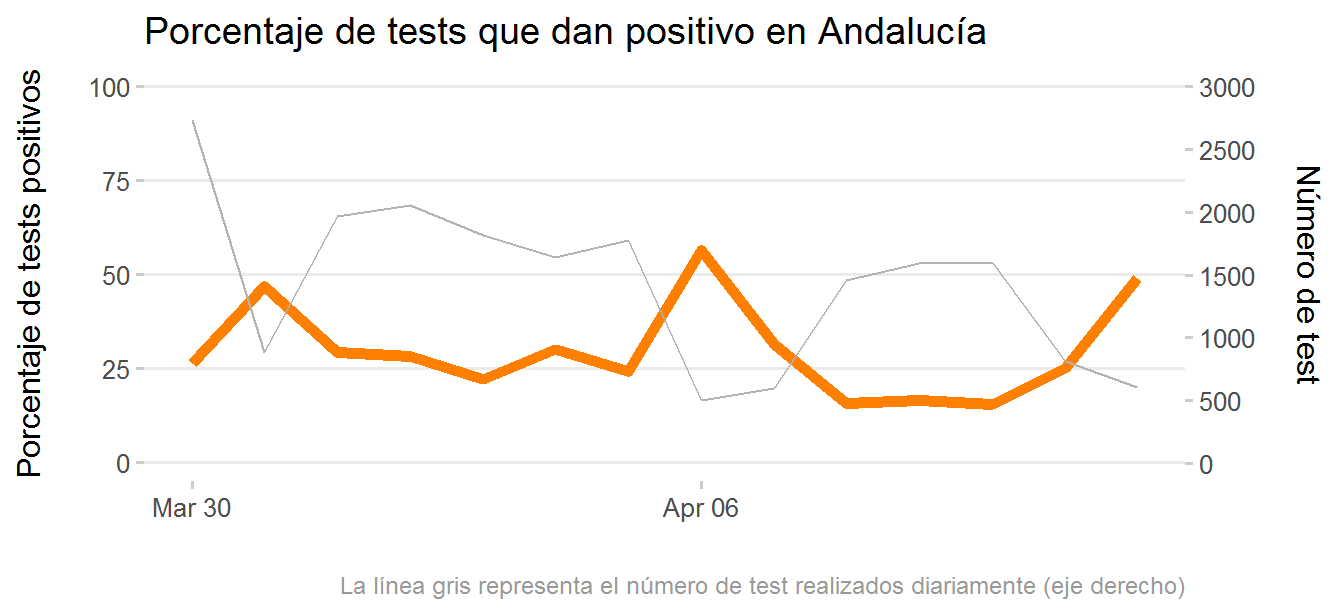 Porcentaje de tests que dan positivo en Andalucía
Porcentaje de tests positivos
100
75
50
25
0
3000
2500
2000
1500
1000
500
0
Número de test
Mar 30
Apr 06
La línea gris representa el número de test realizados diariamente (eje derecho)